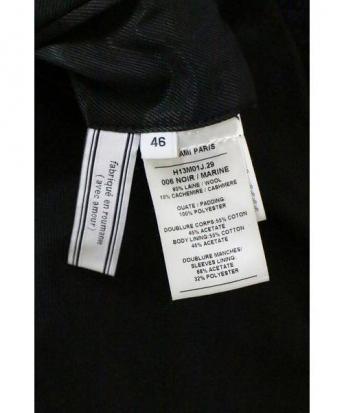 46
AMI PARIS
H13M01J.29
006 NOIR / MARINE
LAINE / WOOL
10% CACHEMIRE / CASHMERE
OUATE / PADDING:
100% POLYESTER
DOUBLURE CORPS:55% COTON
45% ACETATE
BODY LINING:55% COTTON
45% ACETATE
DOUBLURE MANCHES/
SLEEVES LINING:
68% ACETATE
32% POLYESTER
fabriqué en roumanie
(avec amour)